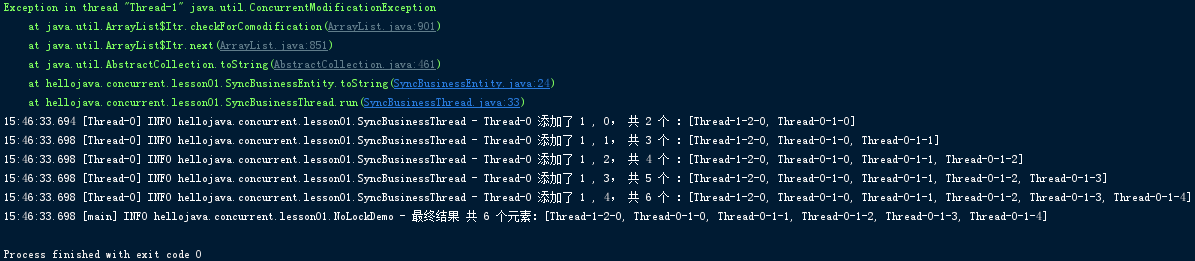 Exception in thread "Thread-1" java.util.ConcurrentModificationException
at java.util.ArrayList$Itr.checkForComodification(ArrayList.java:901)
at java.util.ArrayList$Itr.next(ArrayList.java:851)
at java.util.AbstractCollection.toString(AbstractCollection.java:461)
at hellojava.concurrent.lesson01.SyncBusinessEntity.toString(SyncBusinessEntity.java:24)
at hellojava.concurrent.lesson01.SyncBusinessThread.run(SyncBusinessThread.java:33)
15:46:33.694 [Thread-0] INFO hellojava.concurrent.lesson01.SyncBusinessThread - Thread-0 添加了 1 , 0， 共 2 个 : [Thread-1-2-0, Thread-0-1-0]
15:46:33.698 [Thread-0] INFO hellojava.concurrent.lesson01.SyncBusinessThread - Thread-0 添加了 1 , 1， 共 3 个 : [Thread-1-2-0, Thread-0-1-0, Thread-0-1-1]
15:46:33.698 [Thread-0] INFO hellojava.concurrent.lesson01.SyncBusinessThread - Thread-0 添加了 1 , 2， 共 4 个 : [Thread-1-2-0, Thread-0-1-0, Thread-0-1-1, Thread-0-1-2]
15:46:33.698 [Thread-0] INFO hellojava.concurrent.lesson01.SyncBusinessThread - Thread-0 添加了 1 , 3， 共 5 个 : [Thread-1-2-0, Thread-0-1-0, Thread-0-1-1, Thread-0-1-2, Thread-0-1-3]
15:46:33.698 [Thread-0] INFO hellojava.concurrent.lesson01.SyncBusinessThread - Thread-0 添加了 1 , 4， 共 6 个 : [Thread-1-2-0, Thread-0-1-0, Thread-0-1-1, Thread-0-1-2, Thread-0-1-3, Thread-0-1-4]
15:46:33.698 [main] INFO hellojava.concurrent.lesson01.NoLockDemo - 最终结果 共 6 个元素：[Thread-1-2-0, Thread-0-1-0, Thread-0-1-1, Thread-0-1-2, Thread-0-1-3, Thread-0-1-4]
Process finished with exit code 0